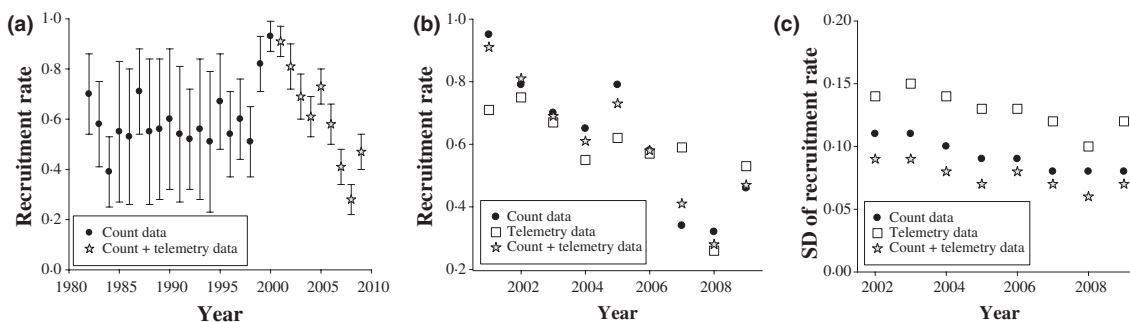 (a)
Recruitment rate
1·0
0·8
0·6
0·4
0·2
0·0
Count data
Count + telemetry data
1980 1985 1990 1995 2000 2005 2010
Year
(b)
Recruitment rate
1·0
0·8
0·6
0·4
0·2
Count data
Telemetry data
Count + telemetry data
2002 2004 2006 2008
Year
(c)
SD of recruitment rate
0·20
0·15
0·10
0·05
0·00
Count data
Telemetry data
Count + telemetry data
2002 2004 2006 2008
Year